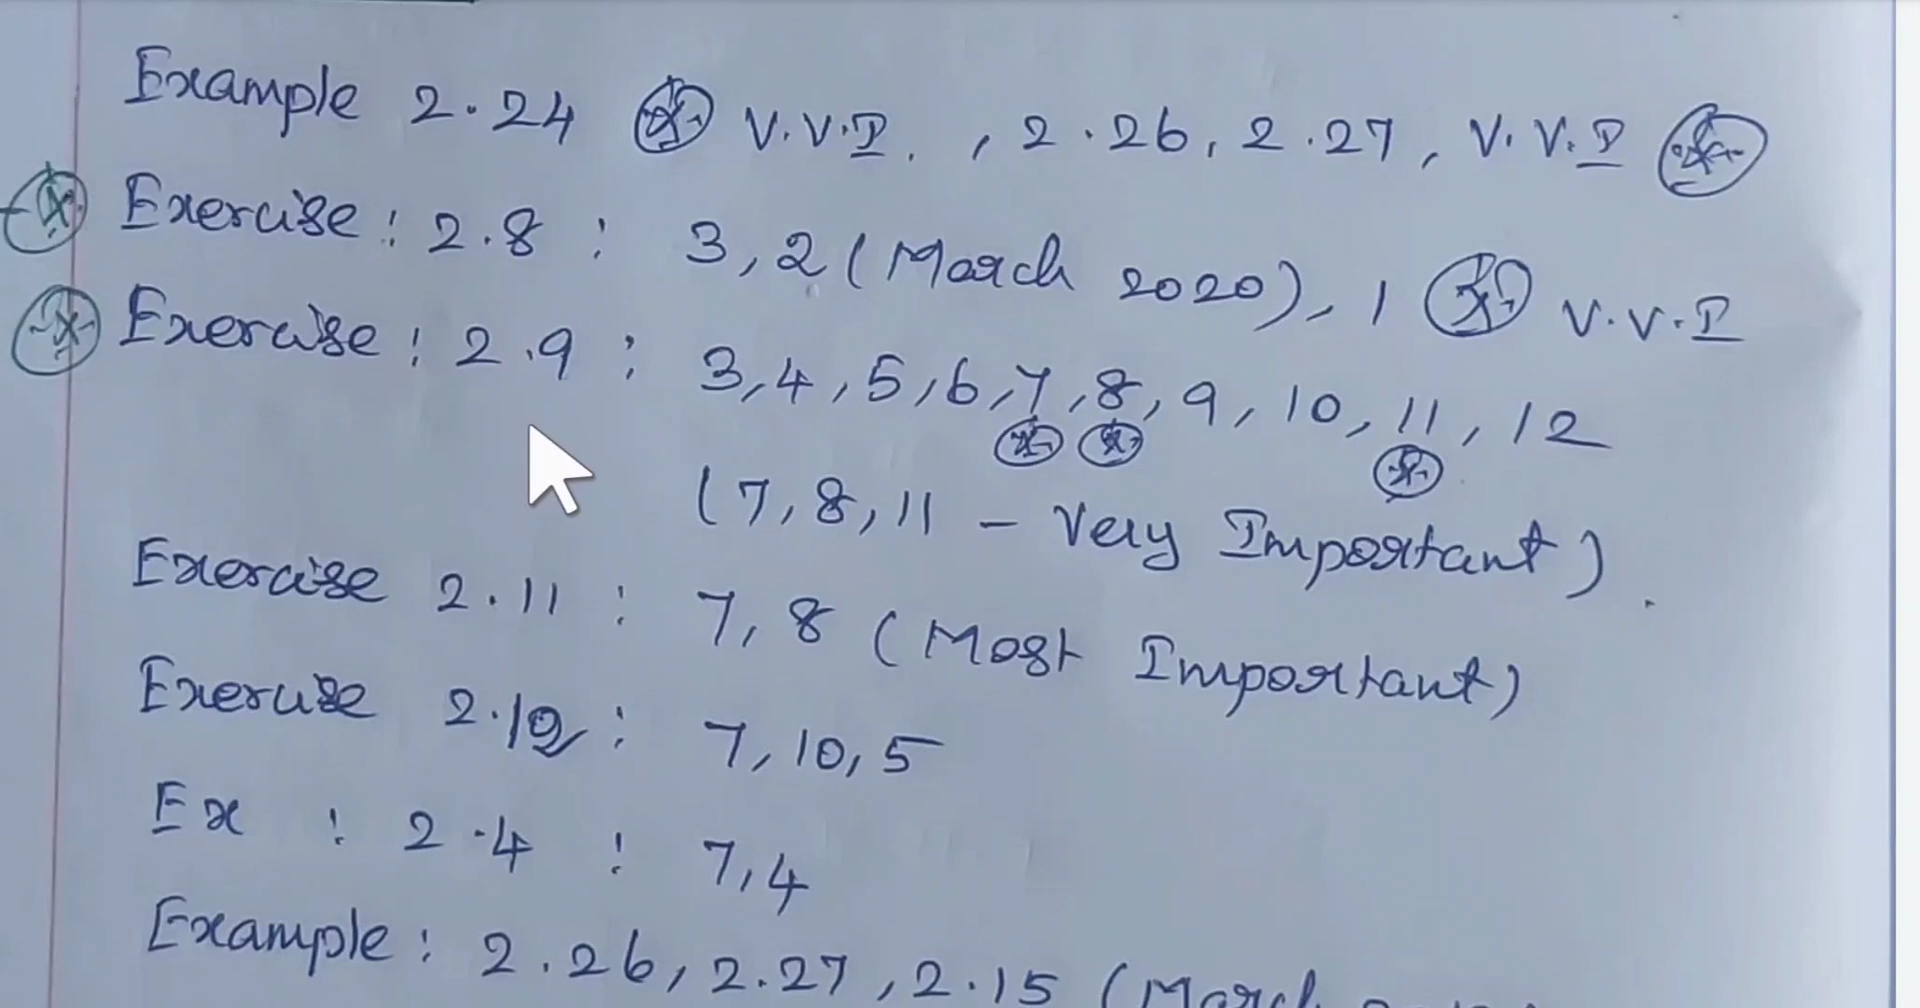 Example 2.24 V.V.I. , 2.26, 2.27, V.V.I
Exercise: 2.8 : 3, 2 (March 2020), 1 V.V.I
Exercise: 2.9 : 3, 4, 5, 6, 7, 8, 9, 10, 11, 12
(7, 8, 11 - Very Important).
Exercise 2.11 : 7, 8 (Most Important)
Exercise 2.12 : 7, 10, 5
Ex : 2.4 : 7, 4
Example: 2.26, 2.27, 2.15 (March